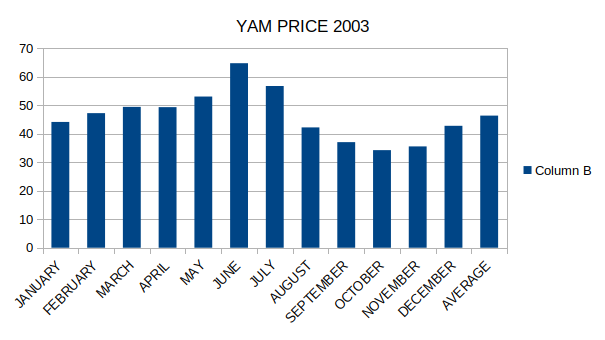 YAM PRICE 2003
70
60
50
40
30
20
10
0
JANUARY
FEBRUARY
MARCH
APRIL
MAY
JUNE
JULY
AUGUST
SEPTEMBER
OCTOBER
NOVEMBER
DECEMBER
AVERAGE
Column B